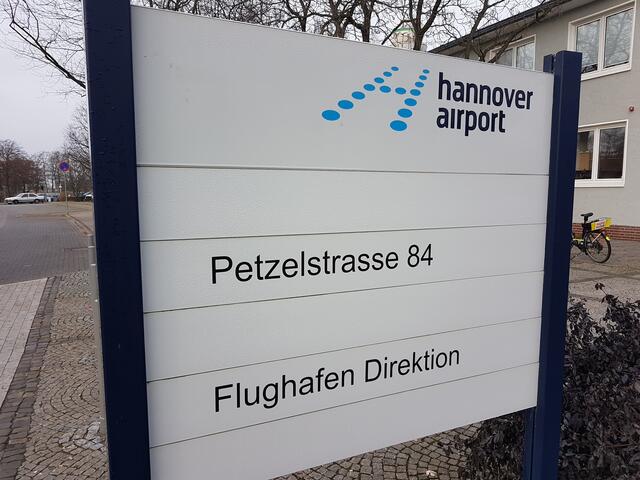 hannover
airport
Petzelstrasse 84
Flughafen Direktion